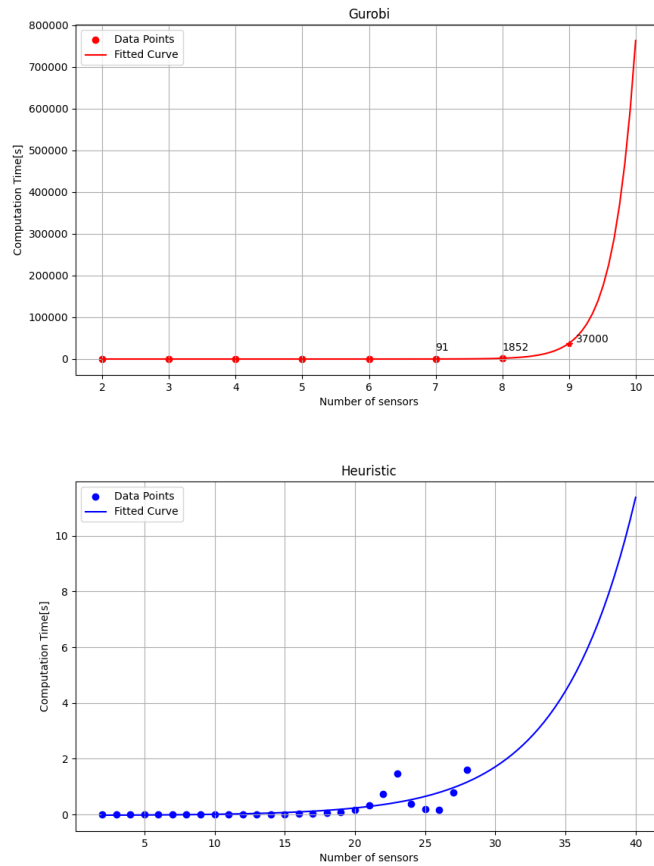 Gurobi
800000
700000
600000
500000
400000
300000
200000
100000
0
Computation Time[s]
Data Points
Fitted Curve
91
1852
37000
2 3 4 5 6 7 8 9 10
Number of sensors
Heuristic
10
8
6
4
2
0
Computation Time[s]
Data Points
Fitted Curve
5 10 15 20 25 30 35 40
Number of sensors